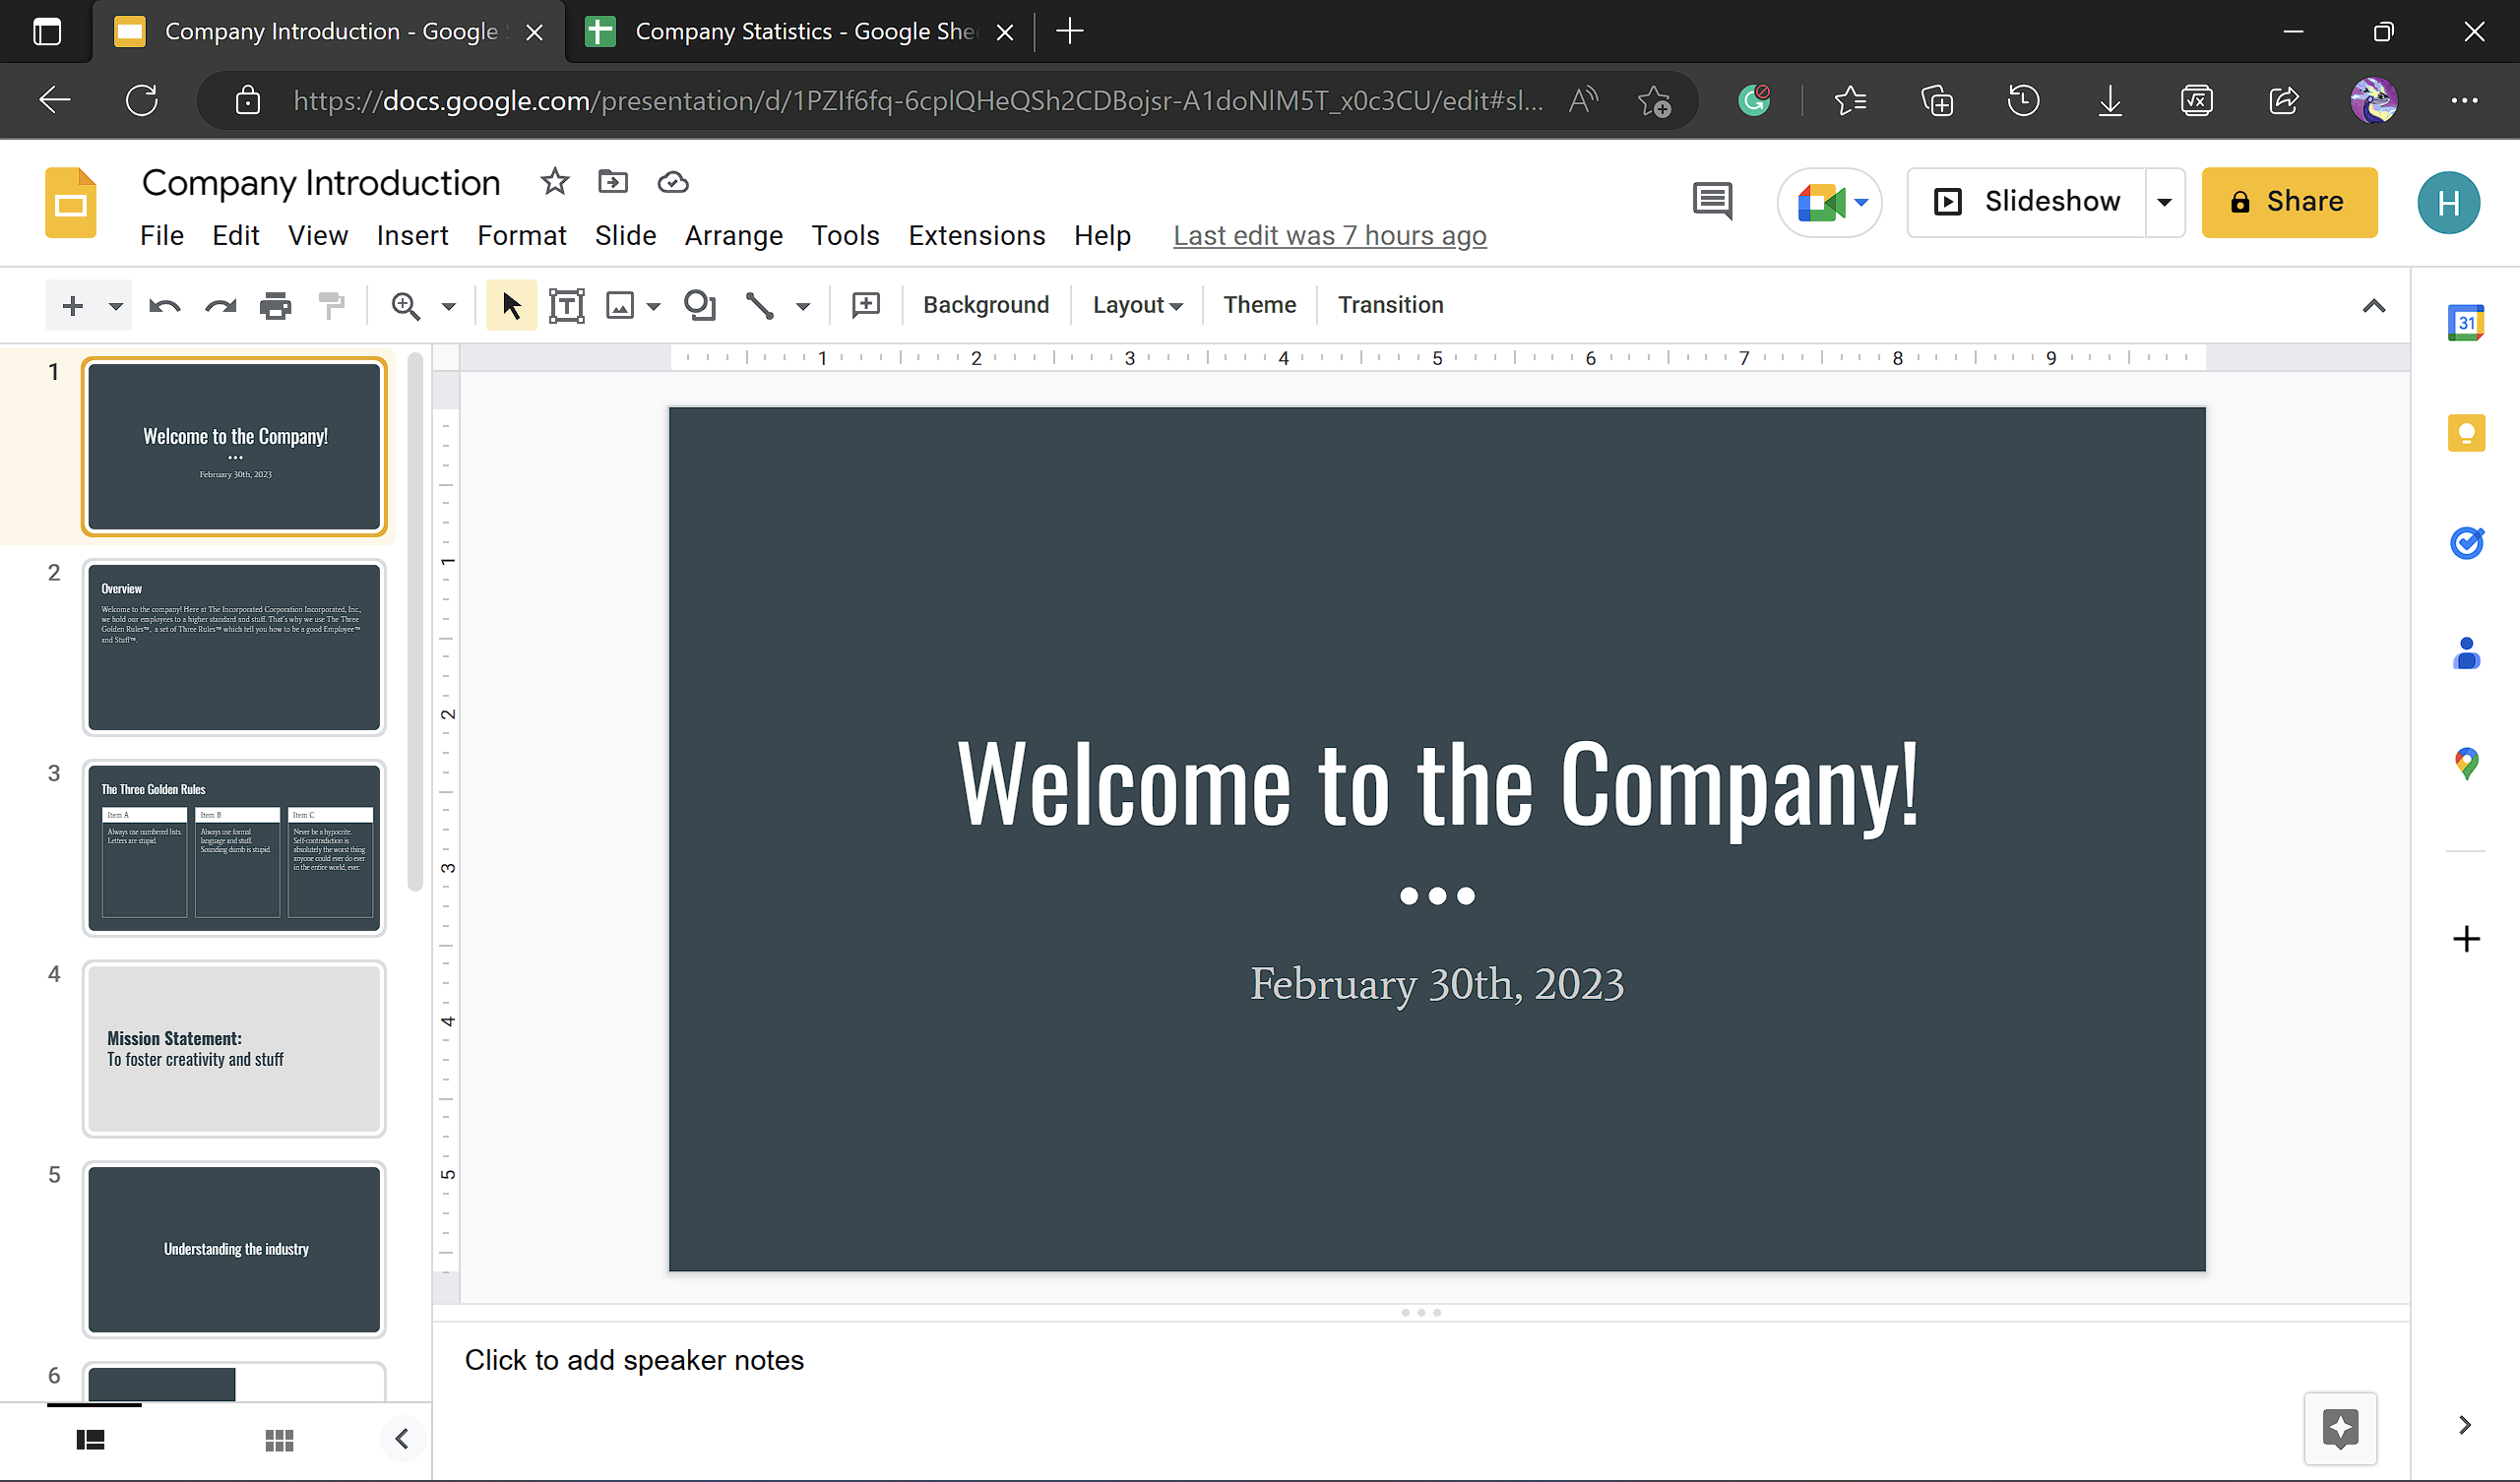 Company Introduction - Google
Company Statistics - Google She
https://docs.google.com/presentation/d/1PZIf6fq-6cplQHeQSh2CDBojsr-A1doNlM5T_x0c3CU/edit#sl...
Company Introduction
Slideshow
Share
H
File Edit View Insert Format Slide Arrange Tools Extensions Help Last edit was 7 hours ago
Background Layout Theme Transition
31
1 2 3 4 5 6 7 8 9
1
Welcome to the Company!
February 30th, 2023
2
Overview
Welcome to the company! Here at The Incorporated Corporation Incorporated, Inc.,
we hold our employees to a higher standard and stuff. That's why we use The Three
Golden Rules™, a set of Three Rules™ which tell you how to be a good Employee™
and Stuff™.
3
The Three Golden Rules
Item A
Always use numbered lists.
Letters are stupid.
Item B
Always use formal
language and stuff.
Sounding dumb is stupid.
Item C
Never be a hypocrite.
Self-contradiction is
absolutely the worst thing
anyone could ever do ever
in the entire world, ever.
4
Mission Statement:
To foster creativity and stuff
5
Understanding the industry
6
1
2
3
4
5
Welcome to the Company!
February 30th, 2023
Click to add speaker notes